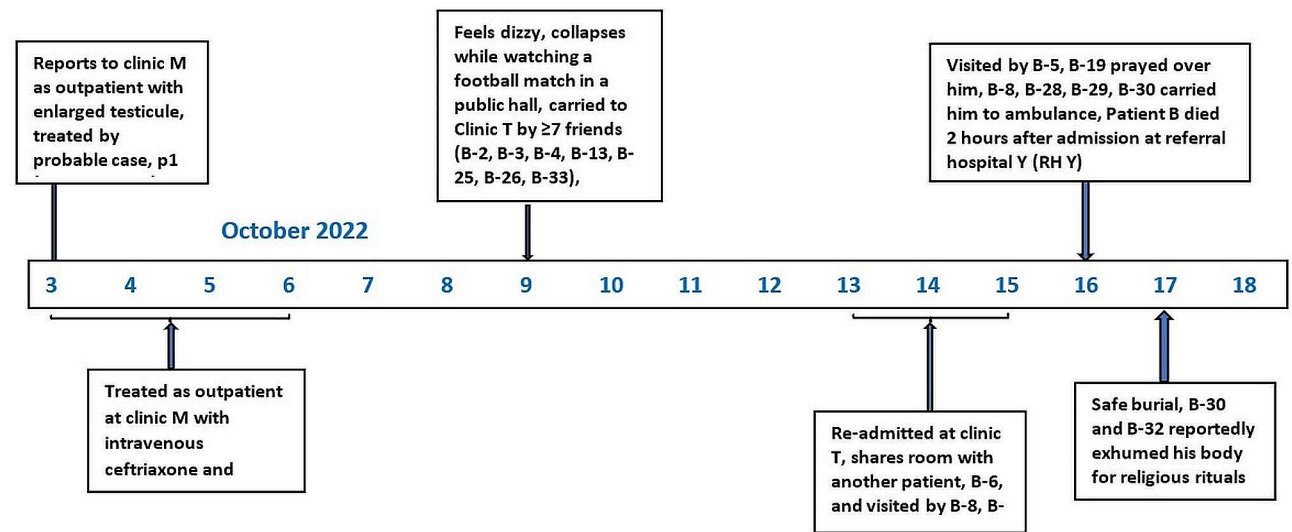 Reports to clinic M
as outpatient with
enlarged testicule,
treated by
probable case, p1
Feels dizzy, collapses
while watching a
football match in a
public hall, carried to
Clinic T by ≥7 friends
(B-2, B-3, B-4, B-13, B-
25, B-26, B-33),
Visited by B-5, B-19 prayed over
him, B-8, B-28, B-29, B-30 carried
him to ambulance, Patient B died
2 hours after admission at referral
hospital Y (RH Y)
October 2022
3 4 5 6 7 8 9 10 11 12 13 14 15 16 17 18
Treated as outpatient
at clinic M with
intravenous
ceftriaxone and
Re-admitted at clinic
T, shares room with
another patient, B-6,
and visited by B-8, B-
Safe burial, B-30
and B-32 reportedly
exhumed his body
for religious rituals